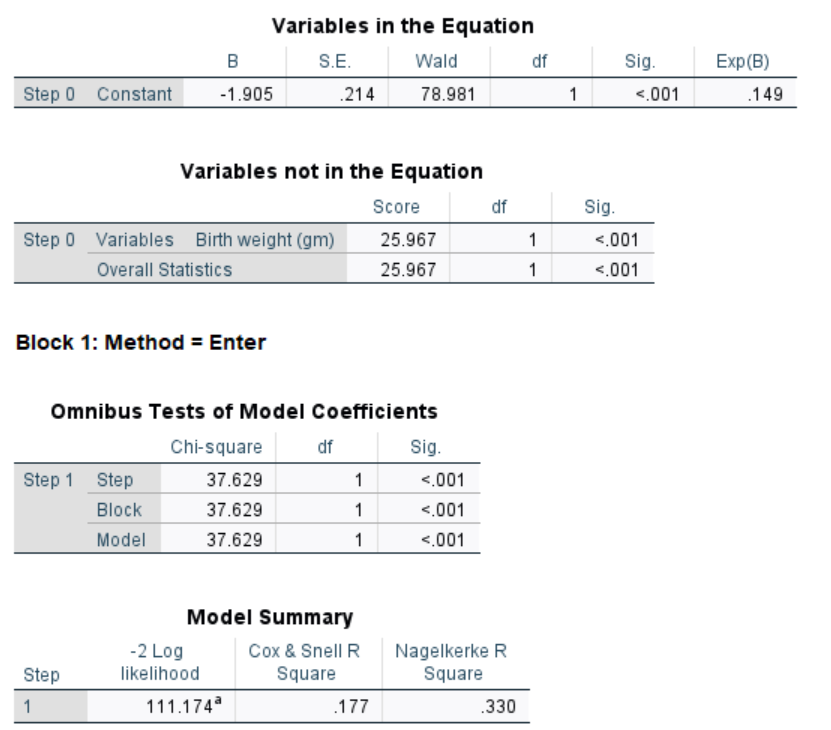 Variables in the Equation
B S.E. Wald df Sig. Exp(B)
Step 0 Constant -1.905 .214 78.981 1 <.001 .149
Variables not in the Equation
Score df Sig.
Step 0 Variables Birth weight (gm) 25.967 1 <.001
Overall Statistics 25.967 1 <.001
Block 1: Method = Enter
Omnibus Tests of Model Coefficients
Chi-square df Sig.
Step 1 Step 37.629 1 <.001
Block 37.629 1 <.001
Model 37.629 1 <.001
Model Summary
-2 Log Cox & Snell R Nagelkerke R
Step likelihood Square Square
1 111.174a .177 .330